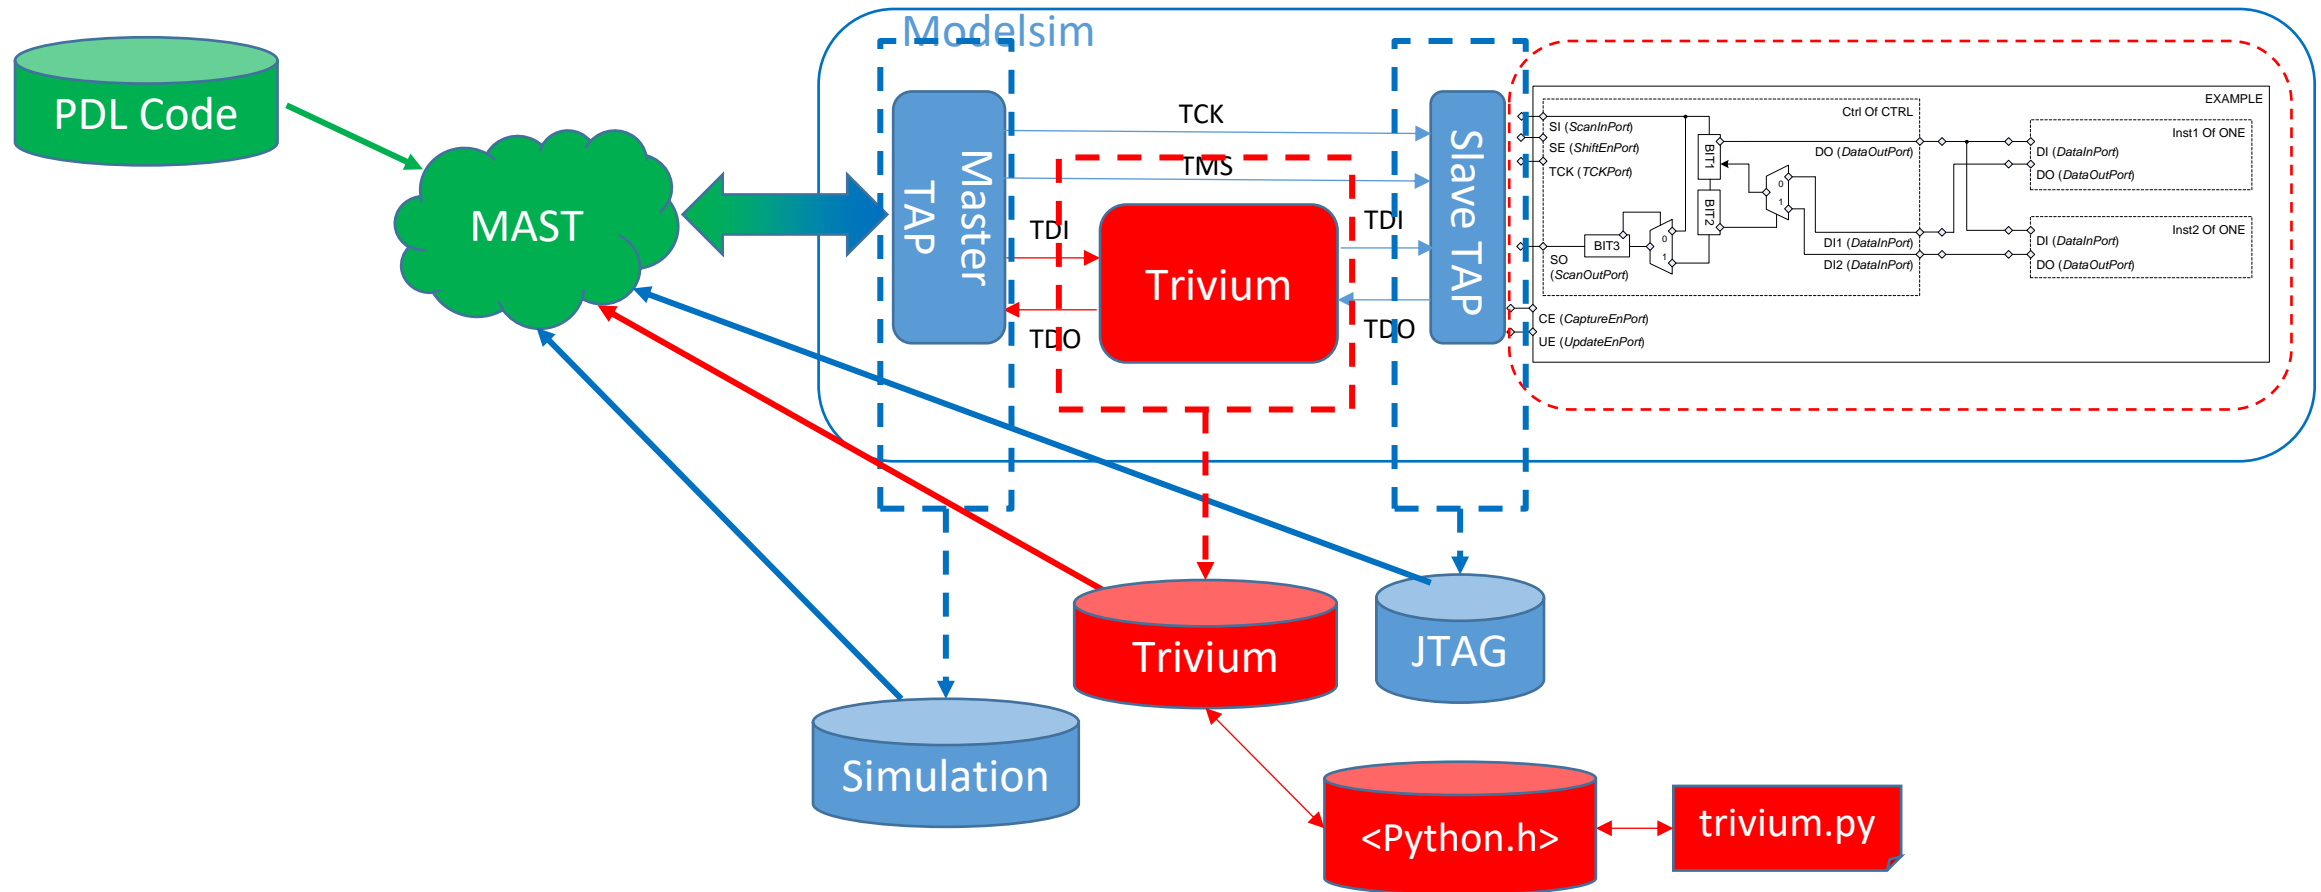 Modelsim
PDL Code
MAST
Master
TAP
TCK
TMS
TDI
TDO
Trivium
TDI
TDO
Slave TAP
EXAMPLE
Ctrl Of CTRL
SI (ScanInPort)
SE (ShiftEnPort)
TCK (TCKPort)
SO
(ScanOutPort)
CE (CaptureEnPort)
UE (UpdateEnPort)
BIT1
BIT2
BIT3
0
1
0
1
DO (DataOutPort)
DI1 (DataInPort)
DI2 (DataInPort)
Inst1 Of ONE
DI (DataInPort)
DO (DataOutPort)
Inst2 Of ONE
DI (DataInPort)
DO (DataOutPort)
Trivium
JTAG
Simulation
<Python.h>
trivium.py